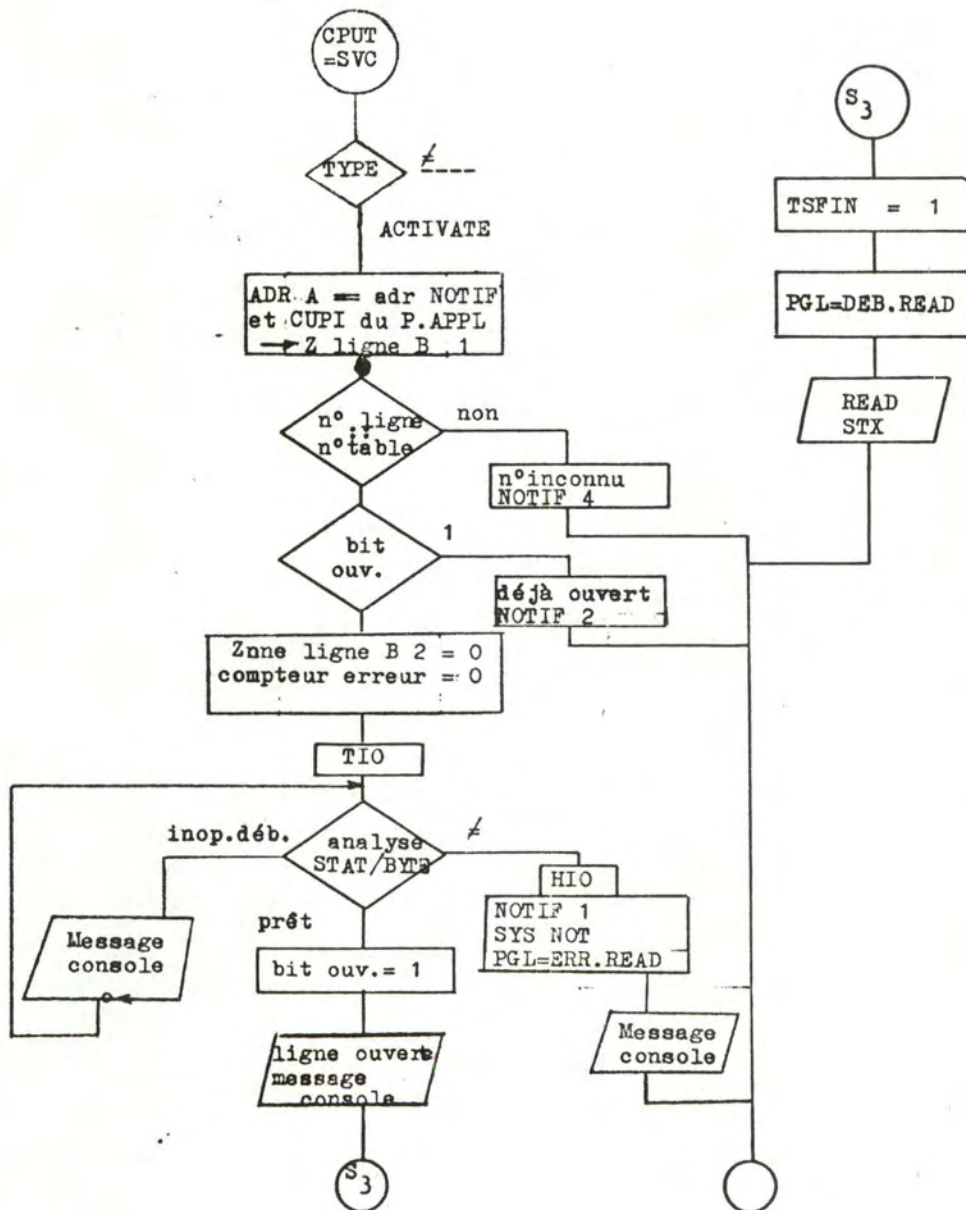 CPUT
=SVC
TYPE
≠
ACTIVATE
ADR A == adr NOTIF
et CUPI du P.APPL
→ Z ligne B 1
n° ligne
n° table
non
n°inconnu
NOTIF 4
bit
ouv.
1
déjà ouvert
NOTIF 2
Znne ligne B 2 = 0
compteur erreur = 0
TIO
inop.déb.
analyse
STAT/BYTE
≠
Message
console
prêt
HIO
NOTIF 1
SYS NOT
PGL=ERR.READ
bit ouv.= 1
Message
console
ligne ouverte
message
console
S3
S3
TSFIN = 1
PGL=DEB.READ
READ
STX